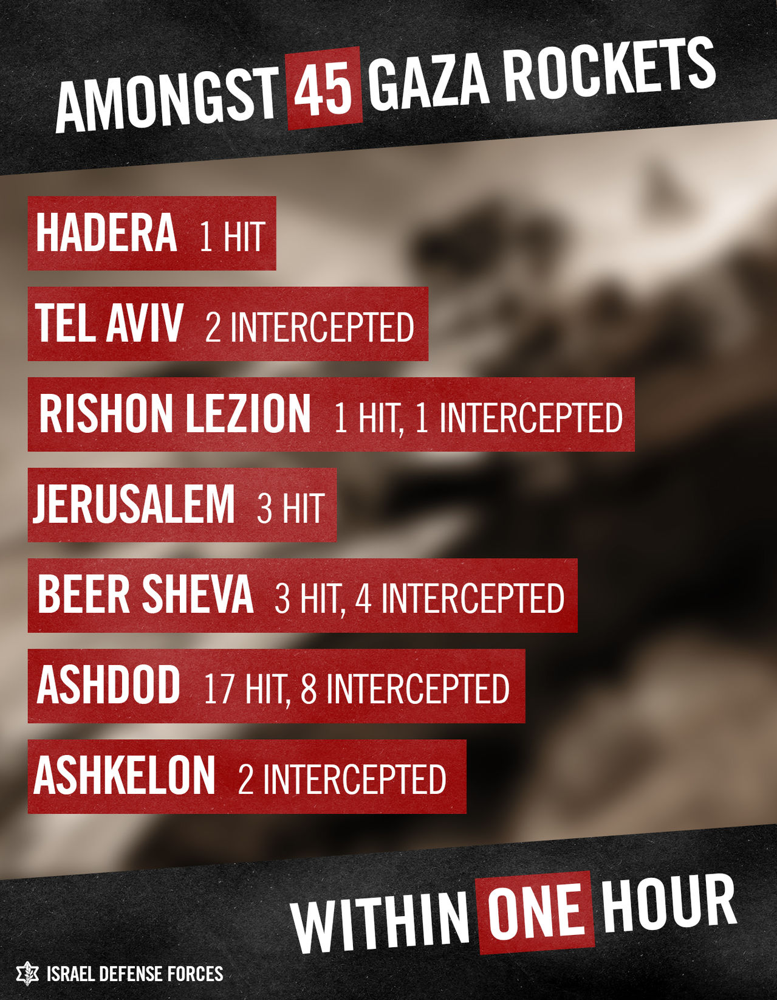 AMONGST 45 GAZA ROCKETS
HADERA 1 HIT
TEL AVIV 2 INTERCEPTED
RISHON LEZION 1 HIT, 1 INTERCEPTED
JERUSALEM 3 HIT
BEER SHEVA 3 HIT, 4 INTERCEPTED
ASHDOD 17 HIT, 8 INTERCEPTED
ASHKELON 2 INTERCEPTED
WITHIN ONE HOUR
ISRAEL DEFENSE FORCES